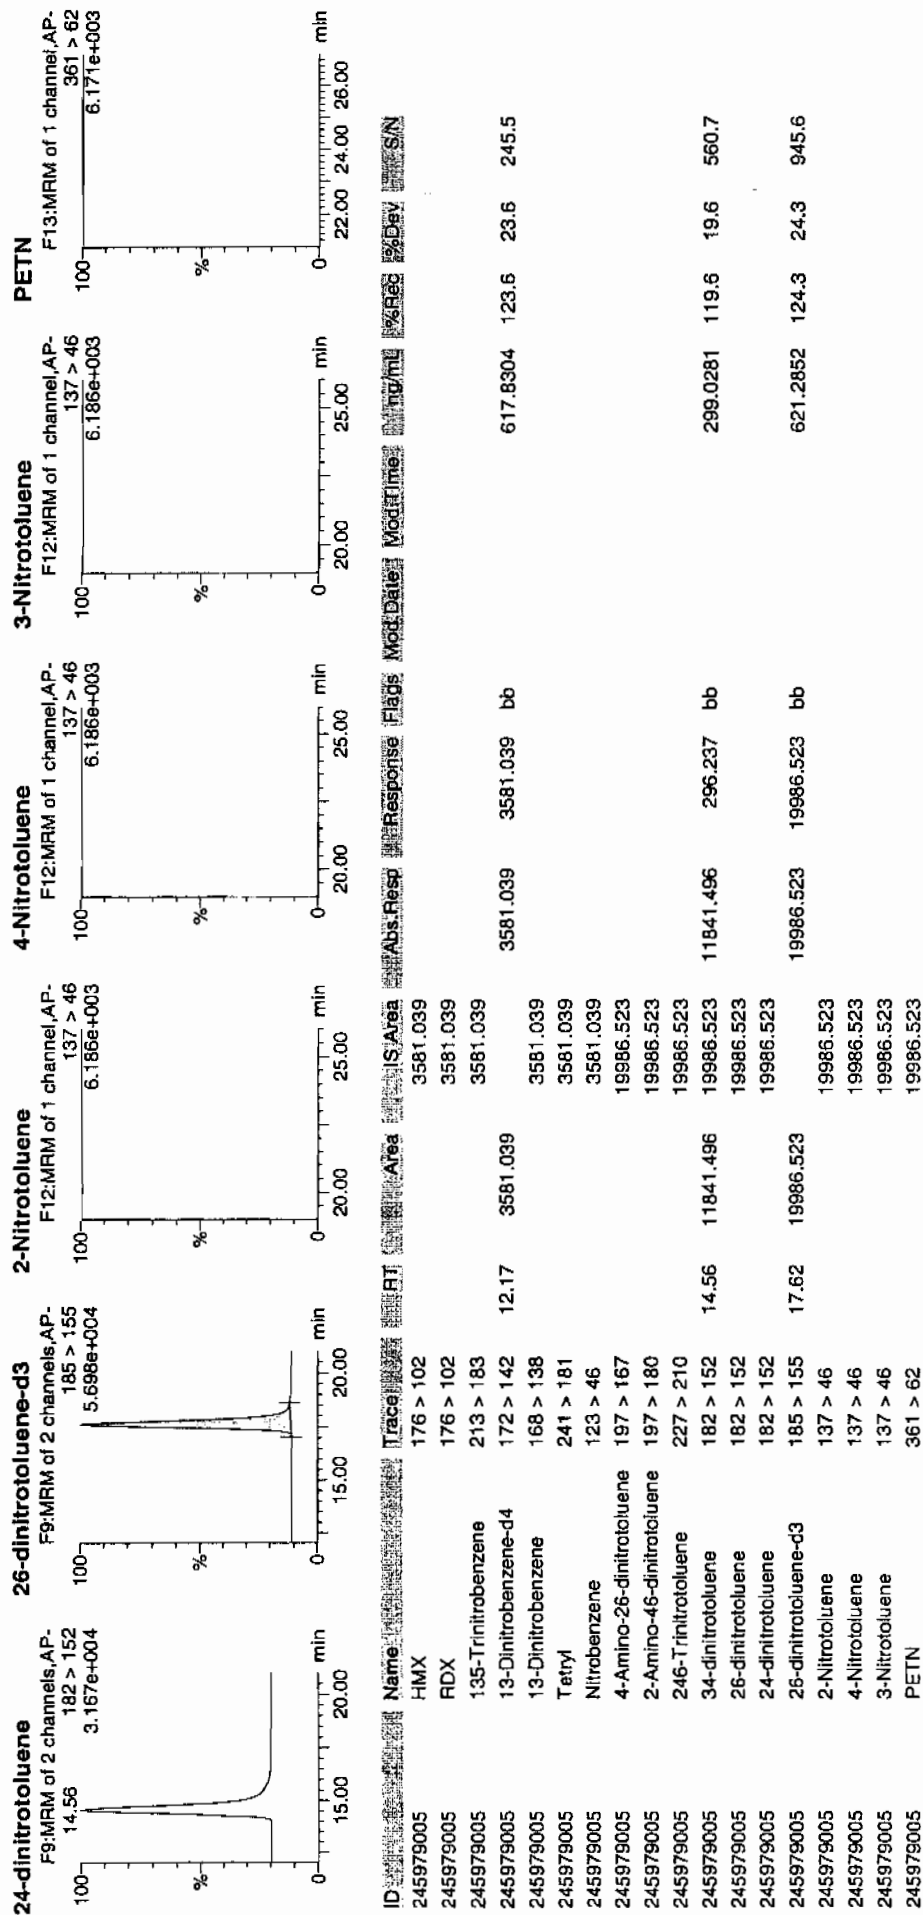 24-dinitrotoluene
F9:MRM of 2 channels,AP-
182 > 152
3.167e+004
14.56
100
%
0
15.00 20.00 min
26-dinitrotoluene-d3
F9:MRM of 2 channels,AP-
185 > 155
5.698e+004
100
%
0
15.00 20.00 min
2-Nitrotoluene
F12:MRM of 1 channel,AP-
137 > 46
6.186e+003
100
%
0
20.00 25.00 min
4-Nitrotoluene
F12:MRM of 1 channel,AP-
137 > 46
6.186e+003
100
%
0
20.00 25.00 min
3-Nitrotoluene
F12:MRM of 1 channel,AP-
137 > 46
6.186e+003
100
%
0
20.00 25.00 min
PETN
F13:MRM of 1 channel,AP-
361 > 62
6.171e+003
100
%
0
22.00 24.00 26.00 min
ID Name Trace RT Area IS Area Abs.Resp Response Flags Mod.Date Mod.Time ng/mL %Rec %Dev S/N
245979005 HMX 176 > 102 3581.039
245979005 RDX 176 > 102 3581.039
245979005 135-Trinitrobenzene 213 > 183 3581.039
245979005 13-Dinitrobenzene-d4 172 > 142 12.17 3581.039 3581.039 3581.039 bb 617.8304 123.6 23.6 245.5
245979005 13-Dinitrobenzene 168 > 138 3581.039
245979005 Tetryl 241 > 181 3581.039
245979005 Nitrobenzene 123 > 46 3581.039
245979005 4-Amino-26-dinitrotoluene 197 > 167 19986.523
245979005 2-Amino-46-dinitrotoluene 197 > 180 19986.523
245979005 246-Trinitrotoluene 227 > 210 19986.523
245979005 34-dinitrotoluene 182 > 152 14.56 11841.496 19986.523 11841.496 296.237 bb 299.0281 119.6 19.6 560.7
245979005 26-dinitrotoluene 182 > 152 19986.523
245979005 24-dinitrotoluene 182 > 152 19986.523
245979005 26-dinitrotoluene-d3 185 > 155 17.62 19986.523 19986.523 19986.523 bb 621.2852 124.3 24.3 945.6
245979005 2-Nitrotoluene 137 > 46 19986.523
245979005 4-Nitrotoluene 137 > 46 19986.523
245979005 3-Nitrotoluene 137 > 46 19986.523
245979005 PETN 361 > 62 19986.523